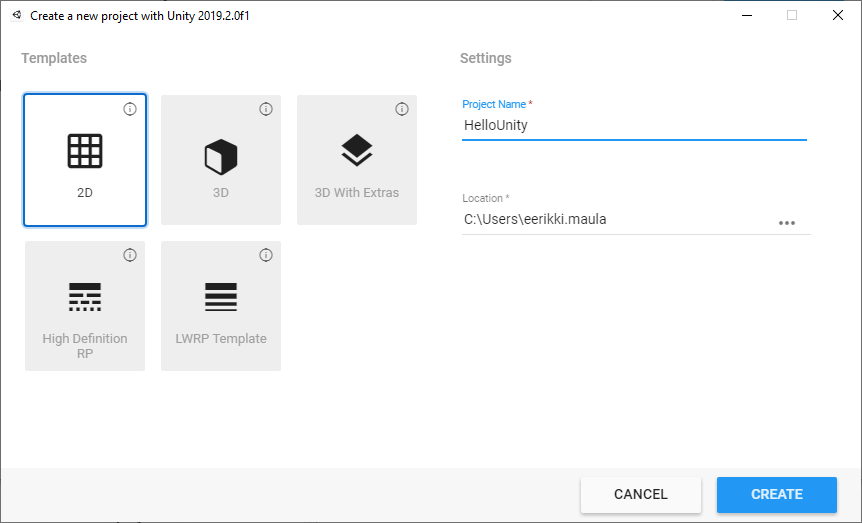 Create a new project with Unity 2019.2.0f1
Templates
2D
3D
3D With Extras
High Definition
RP
LWRP Template
Settings
Project Name *
HelloUnity
Location *
C:\Users\eerikki.maula
CANCEL
CREATE